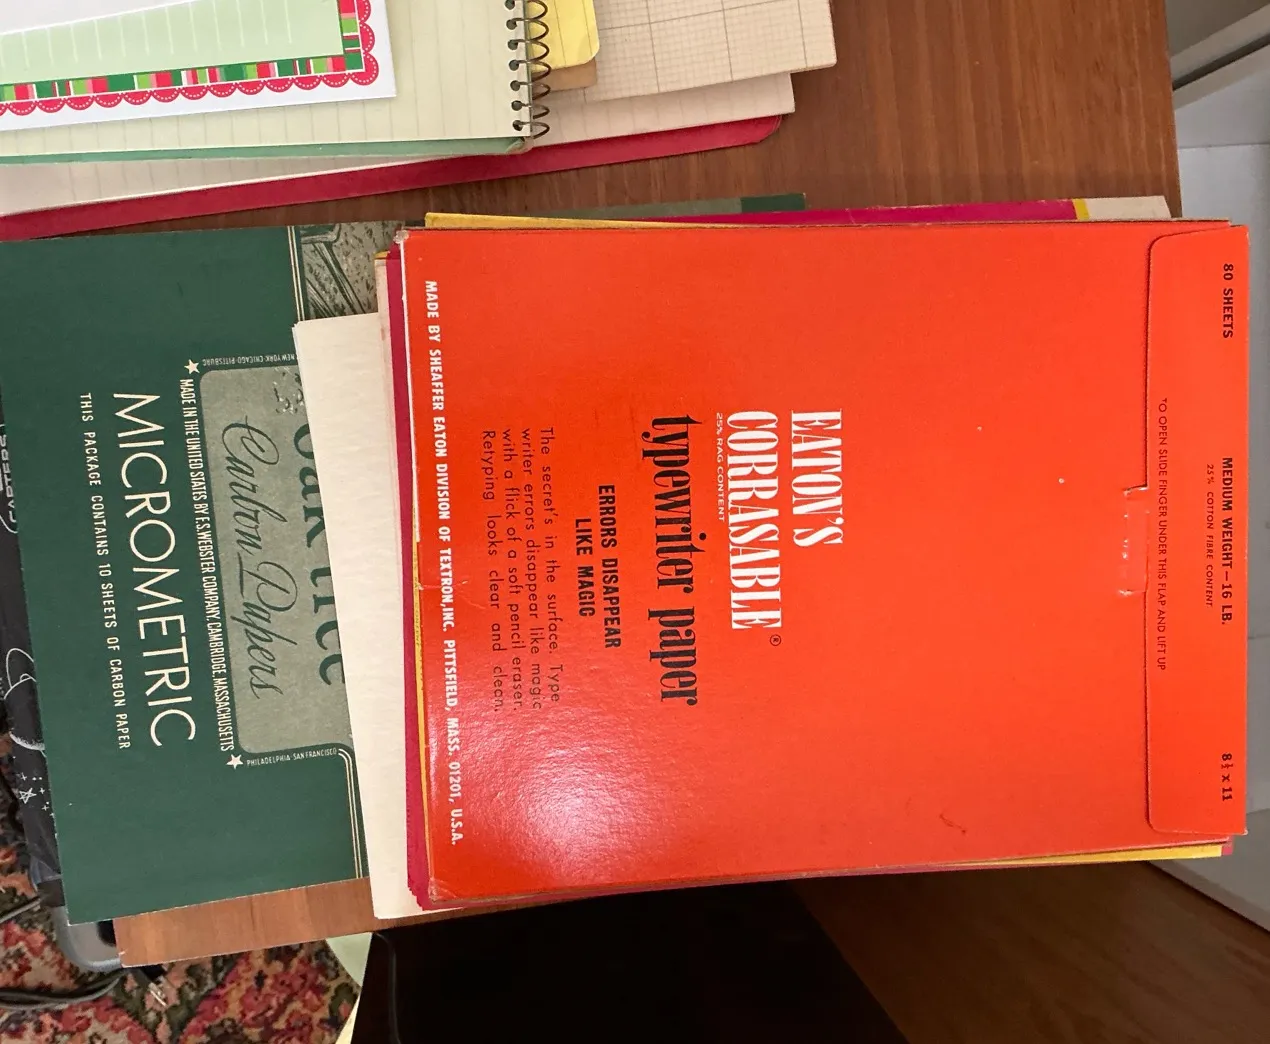 80 SHEETS
MEDIUM WEIGHT—16 LB.
25% COTTON FIBRE CONTENT
8½ x 11
TO OPEN SLIDE FINGER UNDER THIS FLAP AND LIFT UP
EATON'S
CORRASABLE®
25% RAG CONTENT
typewriter paper
ERRORS DISAPPEAR
LIKE MAGIC
The secret's in the surface. Type
writer errors disappear like magic
with a flick of a soft pencil eraser.
Retyping looks clear and clean.
MADE BY SHEAFFER EATON DIVISION OF TEXTRON, INC. PITTSFIELD, MASS. 01201, U.S.A.
Carbon Papers
NEW YORK·CHICAGO·PITTSBURGH
PHILADELPHIA·SAN FRANCISCO
★ MADE IN THE UNITED STATES BY F.S. WEBSTER COMPANY, CAMBRIDGE, MASSACHUSETTS ★
MICROMETRIC
THIS PACKAGE CONTAINS 10 SHEETS OF CARBON PAPER